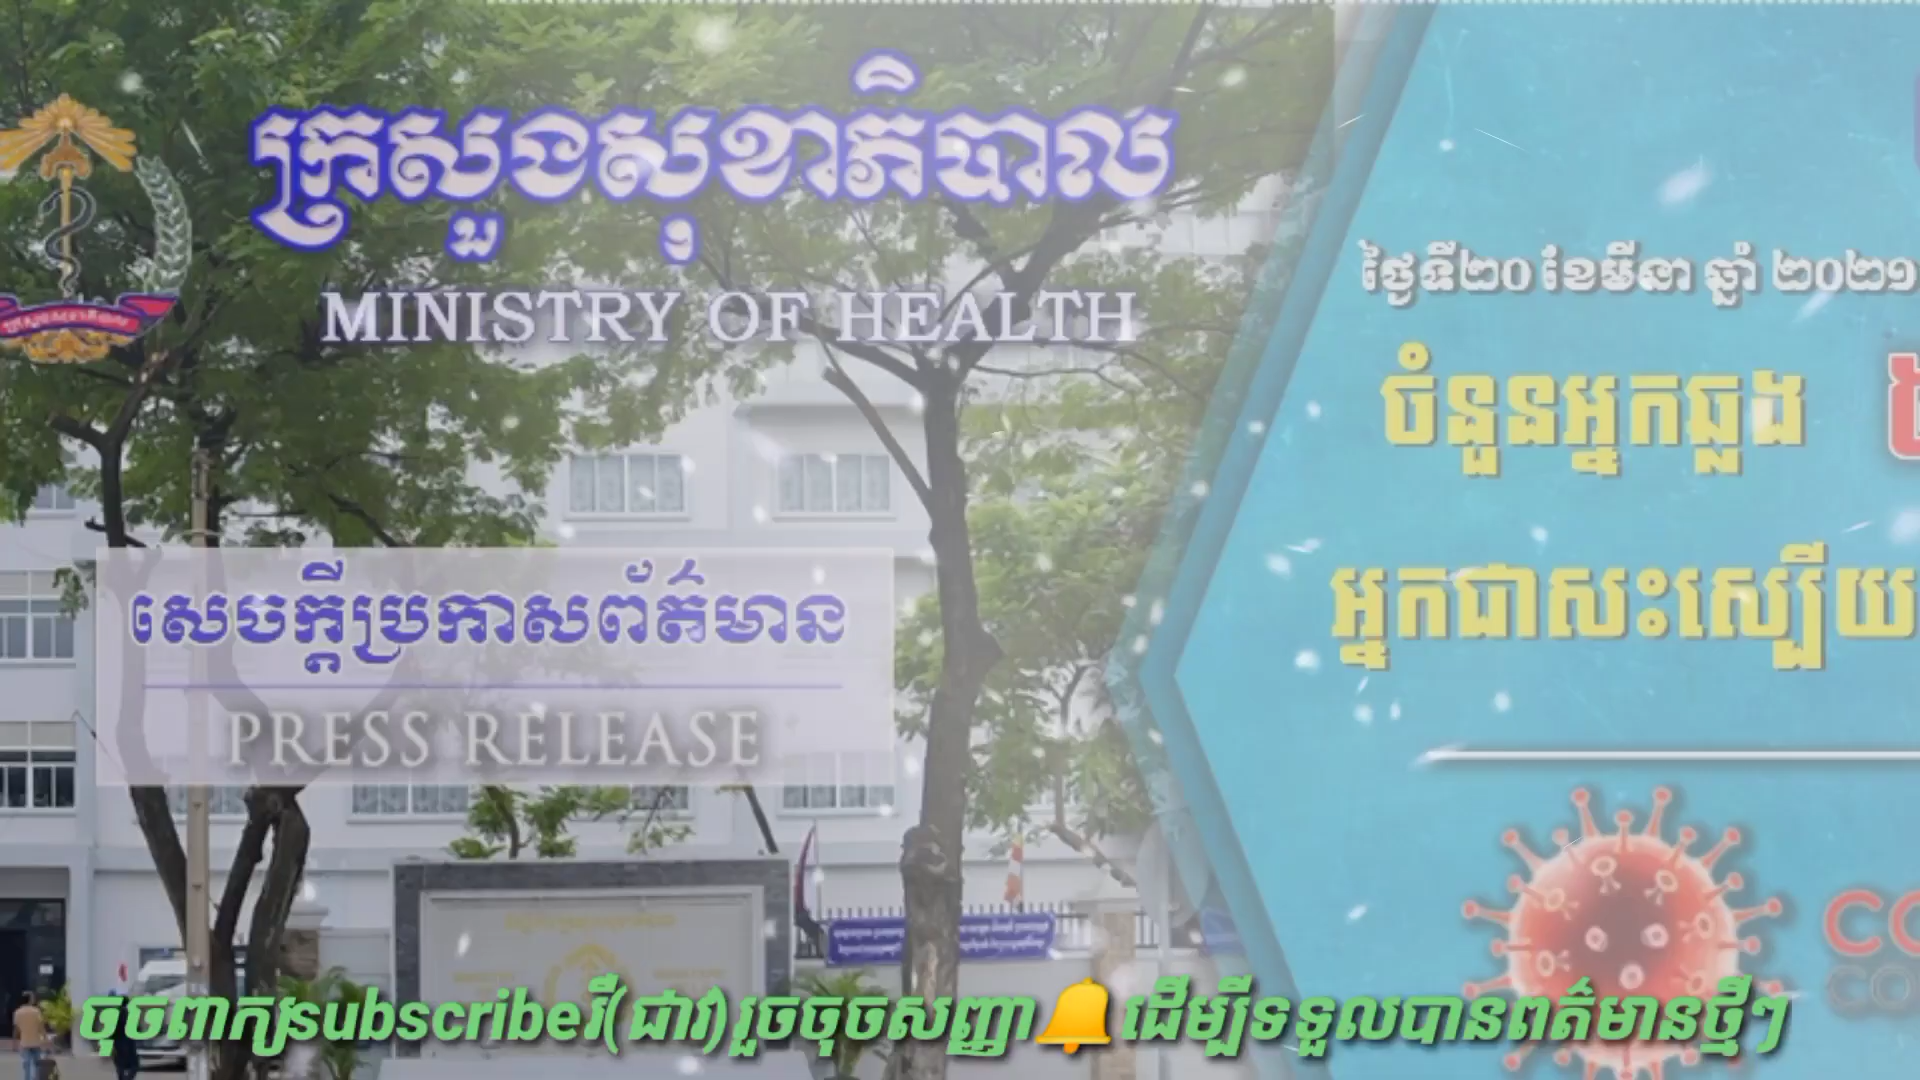 ក្រសួងសុខាភិបាល
MINISTRY OF HEALTH
សេចក្តីប្រកាសព័ត៌មាន
PRESS RELEASE
ថ្ងៃទី២០ ខែមីនា ឆ្នាំ ២០២១
ចំនួនអ្នកឆ្លង
អ្នកជាសះស្បើយ
ចុចពាក្យsubscribeរឺ(ជាវ)រួចចុចសញ្ញា🔔ដើម្បីទទួលបានពត៌មានថ្មីៗ